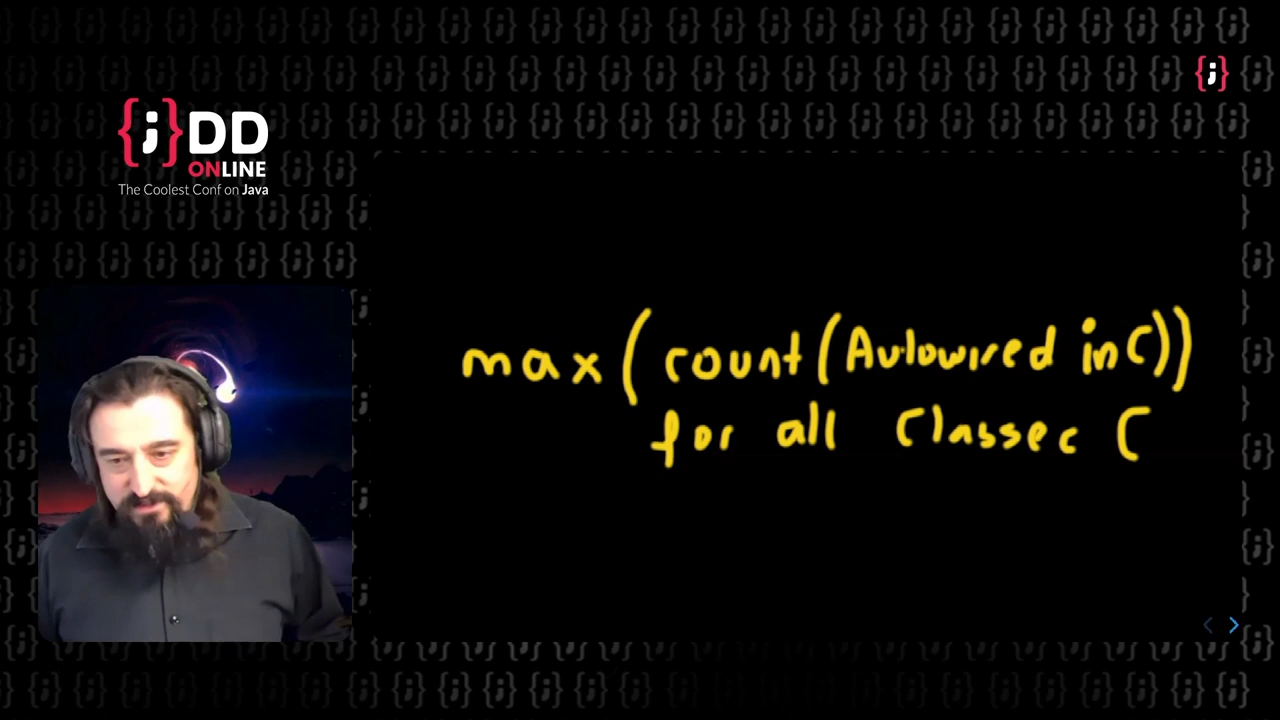 {;}DD
ONLINE
The Coolest Conf on Java
{;}
max (count (Autowired in C))
for all Classes C